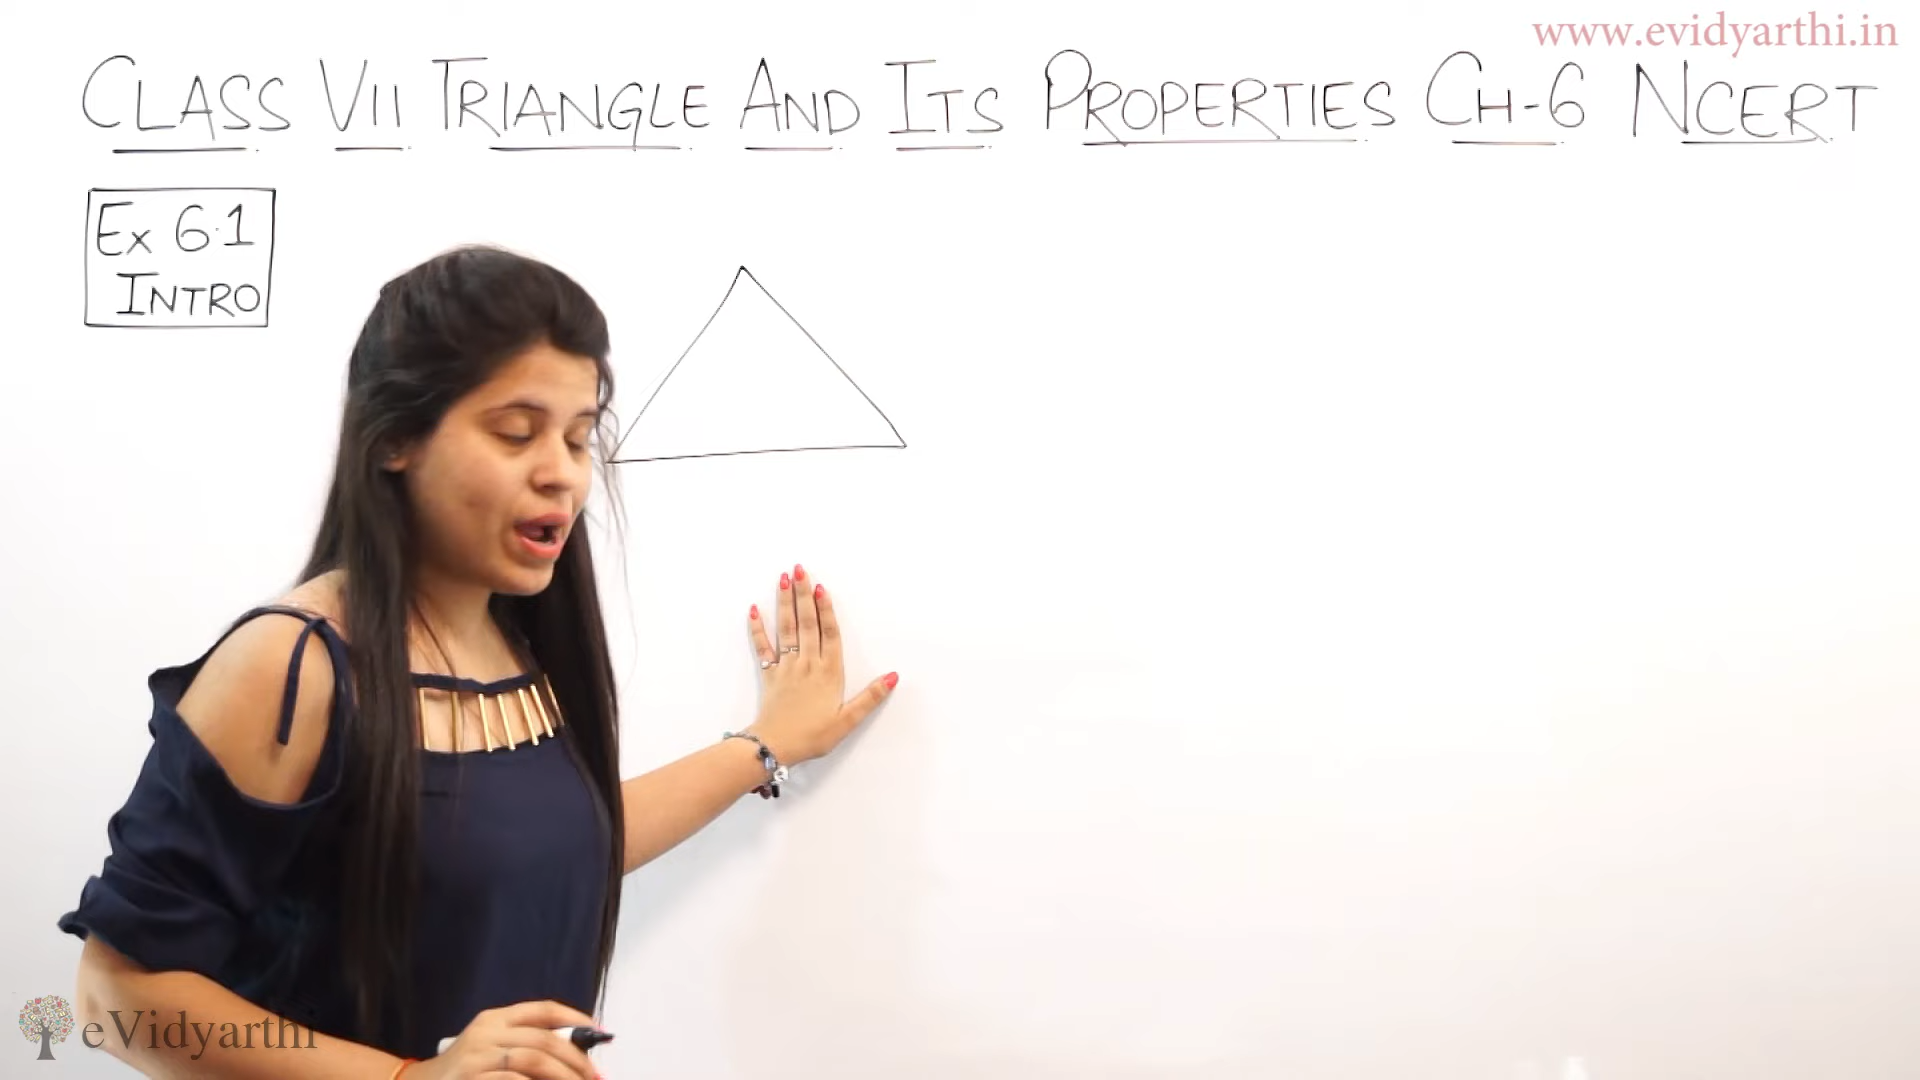 www.evidyarthi.in
CLASS VII TRIANGLE AND ITS PROPERTIES CH-6 NCERT
EX 6.1
INTRO
eVidyarthi